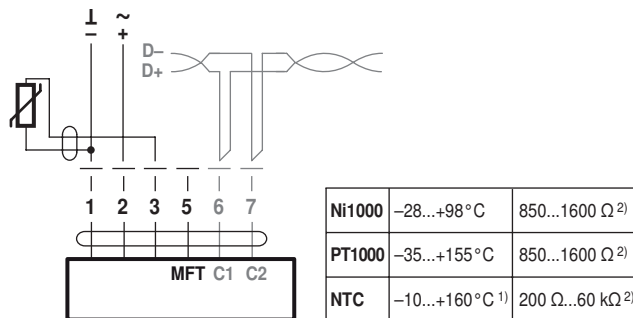 ⊥ ~
– +
D–
D+
1 2 3 5 6 7
MFT C1 C2
Ni1000 –28...+98°C 850...1600 Ω 2)
PT1000 –35...+155°C 850...1600 Ω 2)
NTC –10...+160°C 1) 200 Ω...60 kΩ 2)